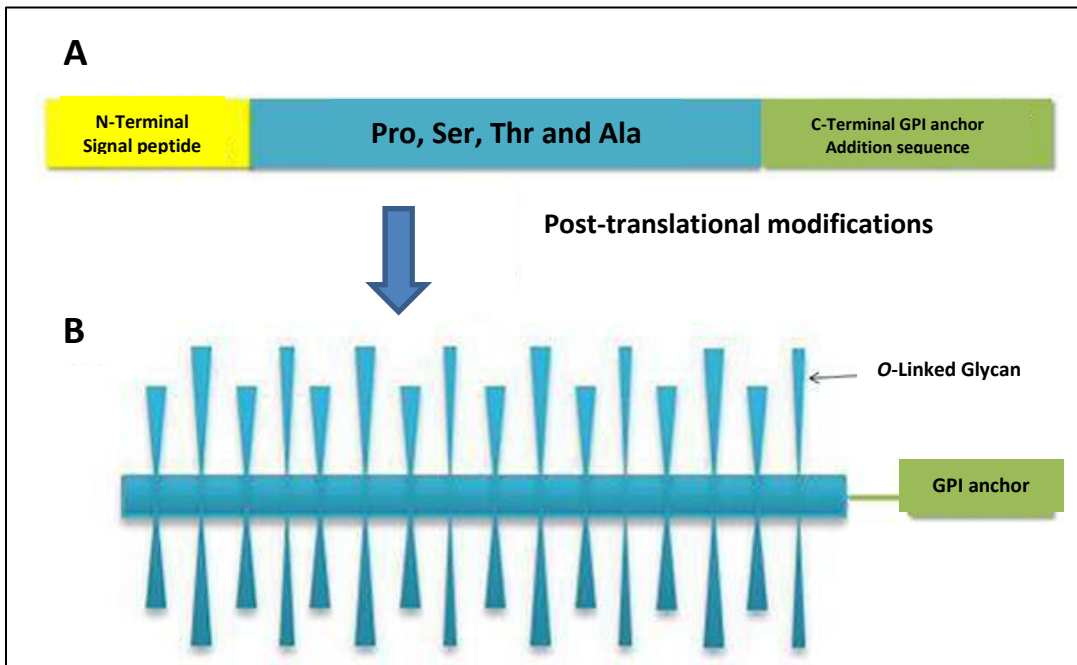 A
N-Terminal
Signal peptide
Pro, Ser, Thr and Ala
C-Terminal GPI anchor
Addition sequence
Post-translational modifications
B
O-Linked Glycan
GPI anchor